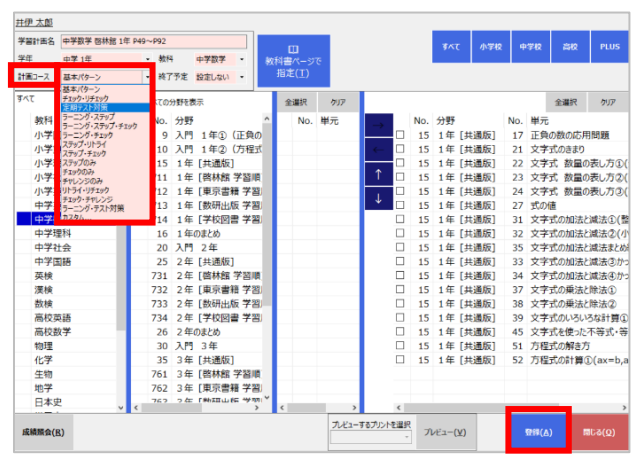 井伊 太郎
学習計画名 中学数学 啓林館 1年 P49~P92
学年 中学 1年 教科 中学数学
計画コース 基本パターン 終了予定 設定しない
教科書ページで
指定(T)
すべて 小学校 中学校 高校 PLUS
基本パターン
チェック・リチェック
定期テスト対策
ラーニング・ステップ
ラーニング・ステップ・チェック
ラーニング・チェック
ステップ・リトライ
ステップ・チェック
ステップのみ
チェックのみ
チャレンジのみ
リトライ・リチェック
チェック・チャレンジ
ラーニング・テスト対策
カスタム
すべて
教科
中学理科
中学社会
中学国語
英検
漢検
数検
高校英語
高校数学
物理
化学
生物
地学
日本史
ての分野を表示
No. 分野
9 入門 1年① (正負の
10 入門 1年② (方程式
15 1年 [共通版]
711 1年 [啓林館 学習順
712 1年 [東京書籍 学習
713 1年 [数研出版 学習
714 1年 [学校図書 学習
16 1年のまとめ
20 入門 2年
25 2年 [共通版]
731 2年 [啓林館 学習順
732 2年 [東京書籍 学習
733 2年 [数研出版 学習
734 2年 [学校図書 学習
26 2年のまとめ
30 入門 3年
35 3年 [共通版]
761 3年 [啓林館 学習順
762 3年 [東京書籍 学習
763 3年 [数研出版 学習
全選択 クリア
No. 単元
→
←
↑
↓
全選択 クリア
No. 分野 No. 単元
15 1年 [共通版] 17 正負の数の応用問題
15 1年 [共通版] 21 文字式のきまり
15 1年 [共通版] 22 文字式 数量の表し方①(
15 1年 [共通版] 23 文字式 数量の表し方②(
15 1年 [共通版] 24 文字式 数量の表し方③(
15 1年 [共通版] 27 式の値
15 1年 [共通版] 31 文字式の加法と減法①(整
15 1年 [共通版] 32 文字式の加法と減法②(小
15 1年 [共通版] 35 文字式の加法と減法まとめ
15 1年 [共通版] 33 文字式の加法と減法③かっ
15 1年 [共通版] 34 文字式の加法と減法④かっ
15 1年 [共通版] 37 文字式の乗法と除法①
15 1年 [共通版] 38 文字式の乗法と除法②
15 1年 [共通版] 39 文字式のいろいろな計算①
15 1年 [共通版] 45 文字式を使った不等式・等
15 1年 [共通版] 51 方程式の解き方
15 1年 [共通版] 52 方程式の計算①(ax=b,a
成績照会(R)
プレビューするプリントを選択
プレビュー(V)
登録(A)
閉じる(Q)